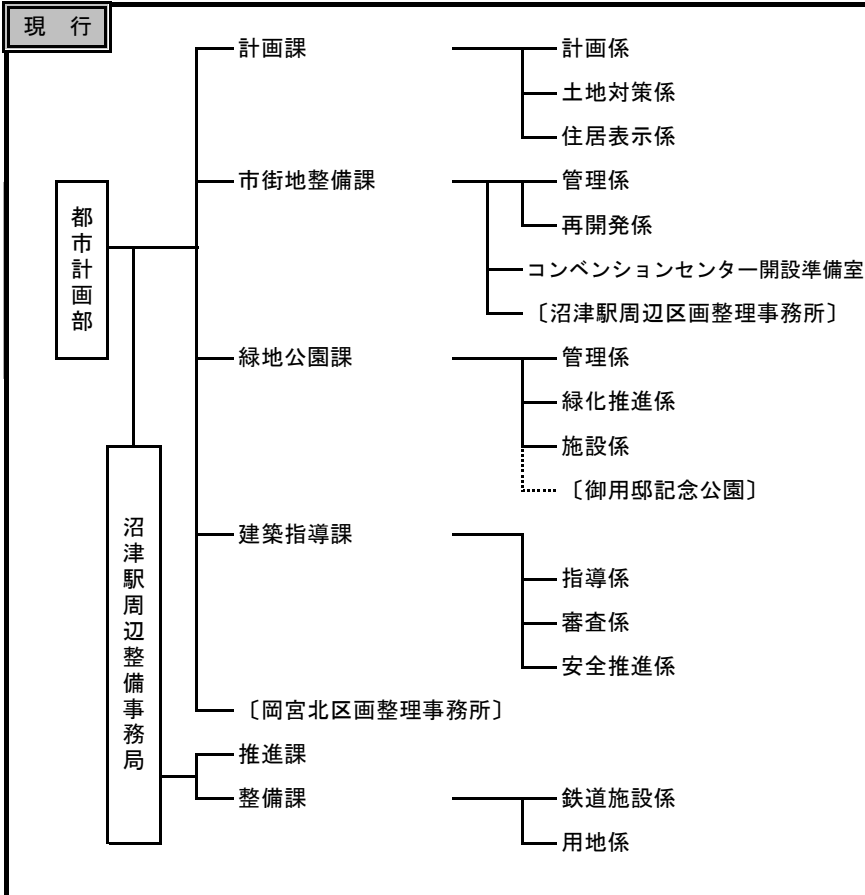 現 行
都市計画部
計画課
計画係
土地対策係
住居表示係
市街地整備課
管理係
再開発係
コンベンションセンター開設準備室
〔沼津駅周辺区画整理事務所〕
緑地公園課
管理係
緑化推進係
施設係
〔御用邸記念公園〕
建築指導課
指導係
審査係
安全推進係
〔岡宮北区画整理事務所〕
沼津駅周辺整備事務局
推進課
整備課
鉄道施設係
用地係